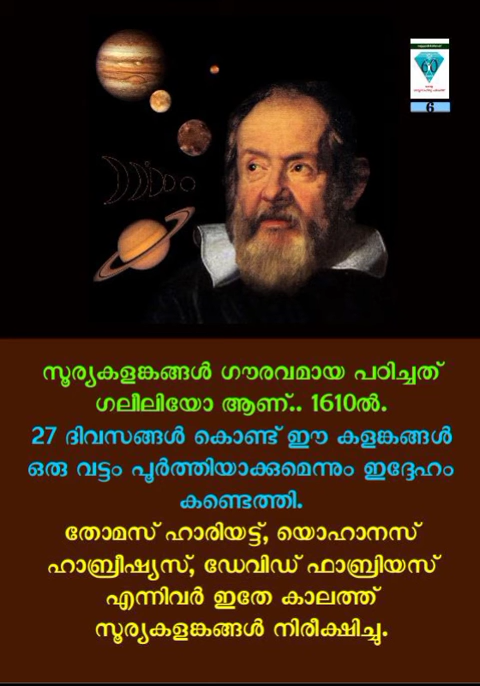 60
6
സൂര്യകളങ്കങ്ങൾ ഗൗരവമായ പഠിച്ചത്
ഗലീലിയോ ആണ്.. 1610ൽ.
27 ദിവസങ്ങൾ കൊണ്ട് ഈ കളങ്കങ്ങൾ
ഒരു വട്ടം പൂർത്തിയാക്കുമെന്നും ഇദ്ദേഹം
കണ്ടെത്തി.
തോമസ് ഹാരിയട്ട്, യൊഹാനസ്
ഹാബ്രീഷ്യസ്, ഡേവിഡ് ഫാബ്രിയസ്
എന്നിവർ ഇതേ കാലത്ത്
സൂര്യകളങ്കങ്ങൾ നിരീക്ഷിച്ചു.